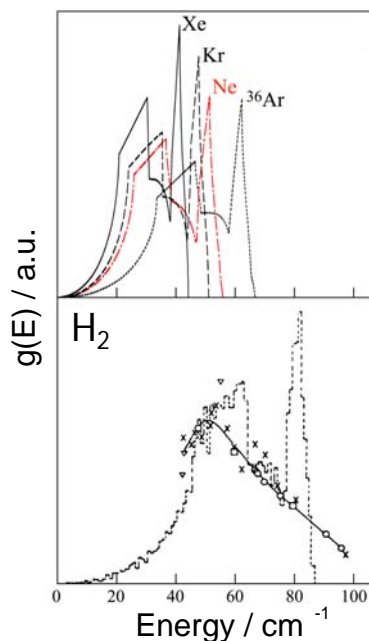 Xe
Kr
Ne
³⁶Ar
g(E) / a.u.
H₂
0 20 40 60 80 100
Energy / cm ⁻¹